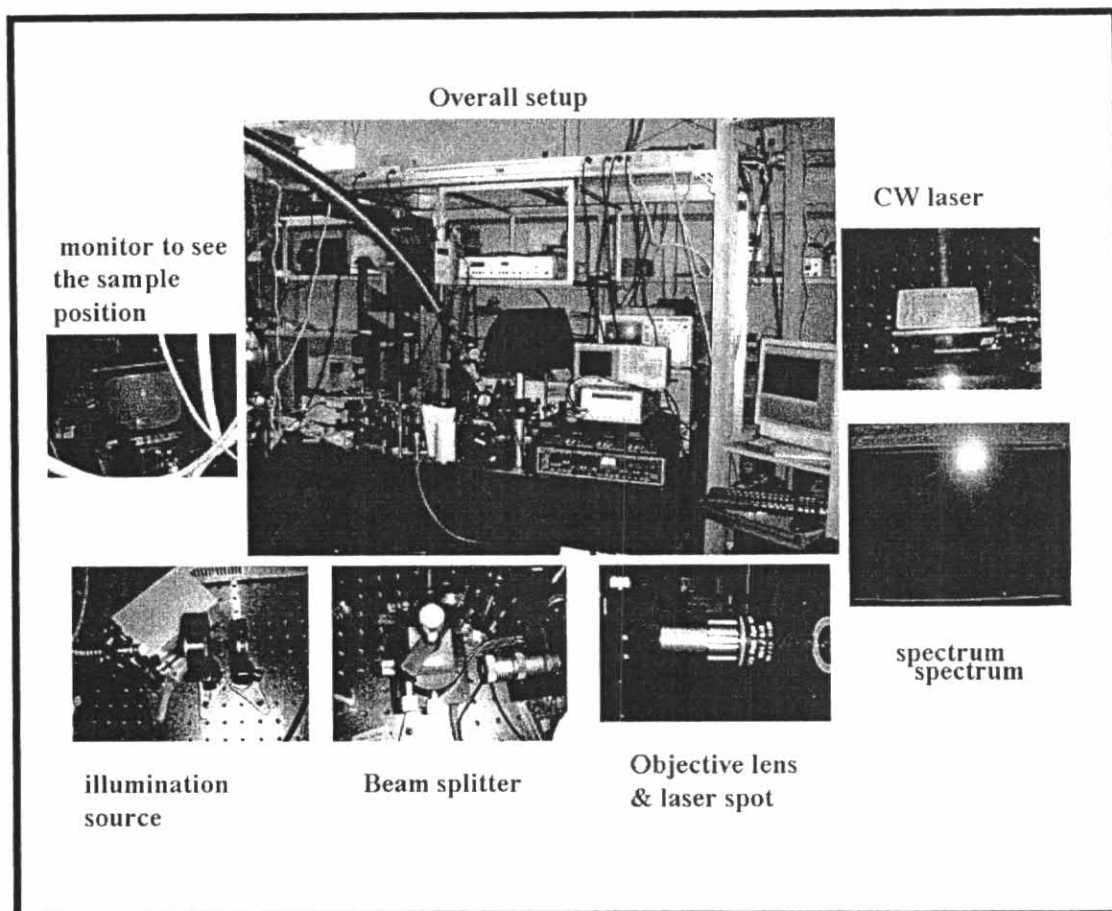 Overall setup
CW laser
monitor to see
the sample
position
spectrum
spectrum
illumination
source
Beam splitter
Objective lens
& laser spot